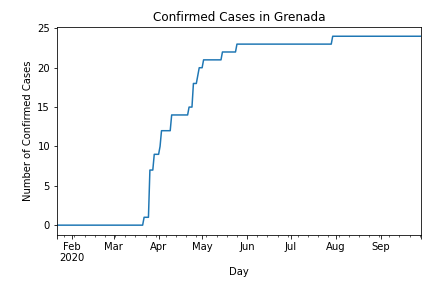 Confirmed Cases in Grenada
25
20
15
10
5
0
Number of Confirmed Cases
Feb Mar Apr May Jun Jul Aug Sep
2020
Day